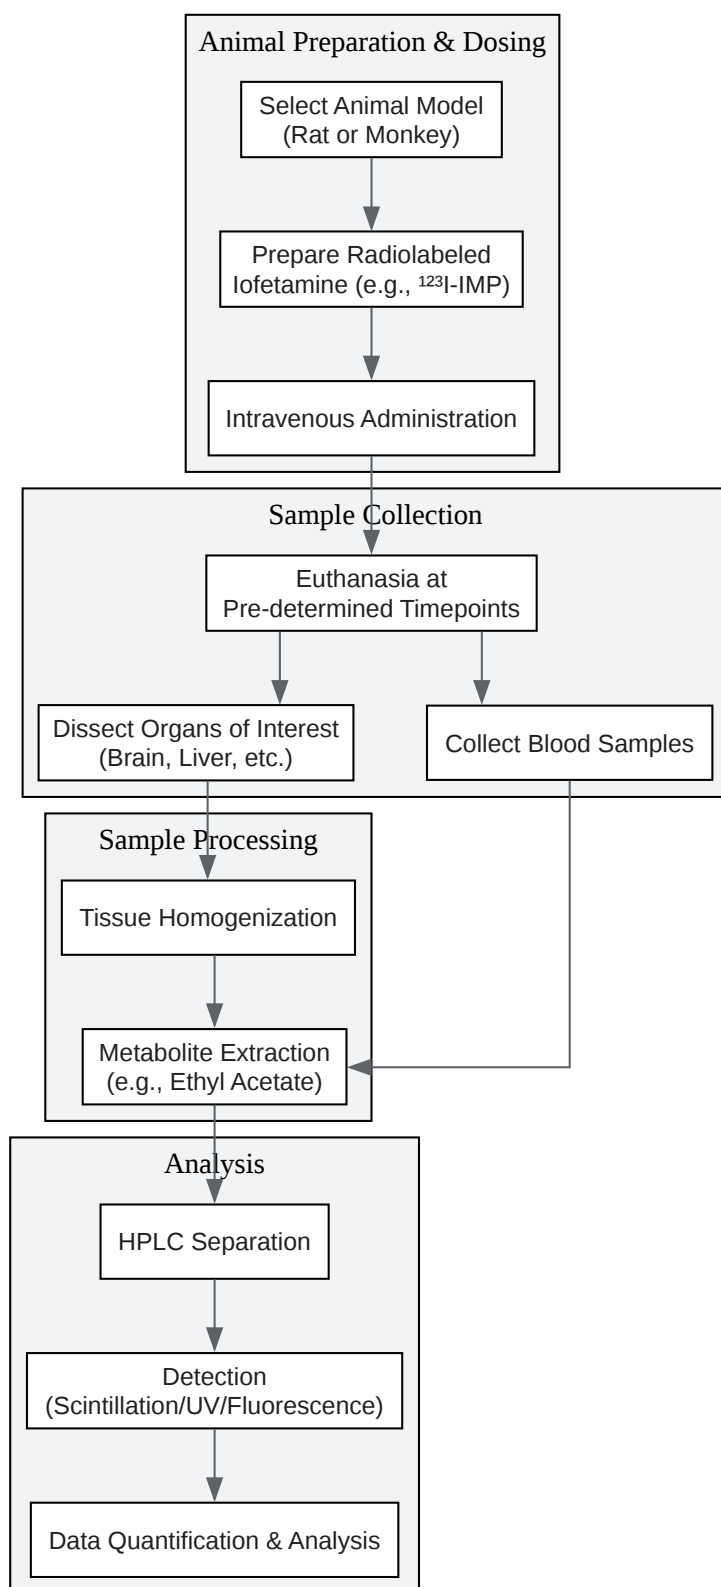 Animal Preparation & Dosing
Select Animal Model
(Rat or Monkey)
Prepare Radiolabeled
Iofetamine (e.g., ¹²³I-IMP)
Intravenous Administration
Sample Collection
Euthanasia at
Pre-determined Timepoints
Dissect Organs of Interest
(Brain, Liver, etc.)
Collect Blood Samples
Sample Processing
Tissue Homogenization
Metabolite Extraction
(e.g., Ethyl Acetate)
Analysis
HPLC Separation
Detection
(Scintillation/UV/Fluorescence)
Data Quantification & Analysis